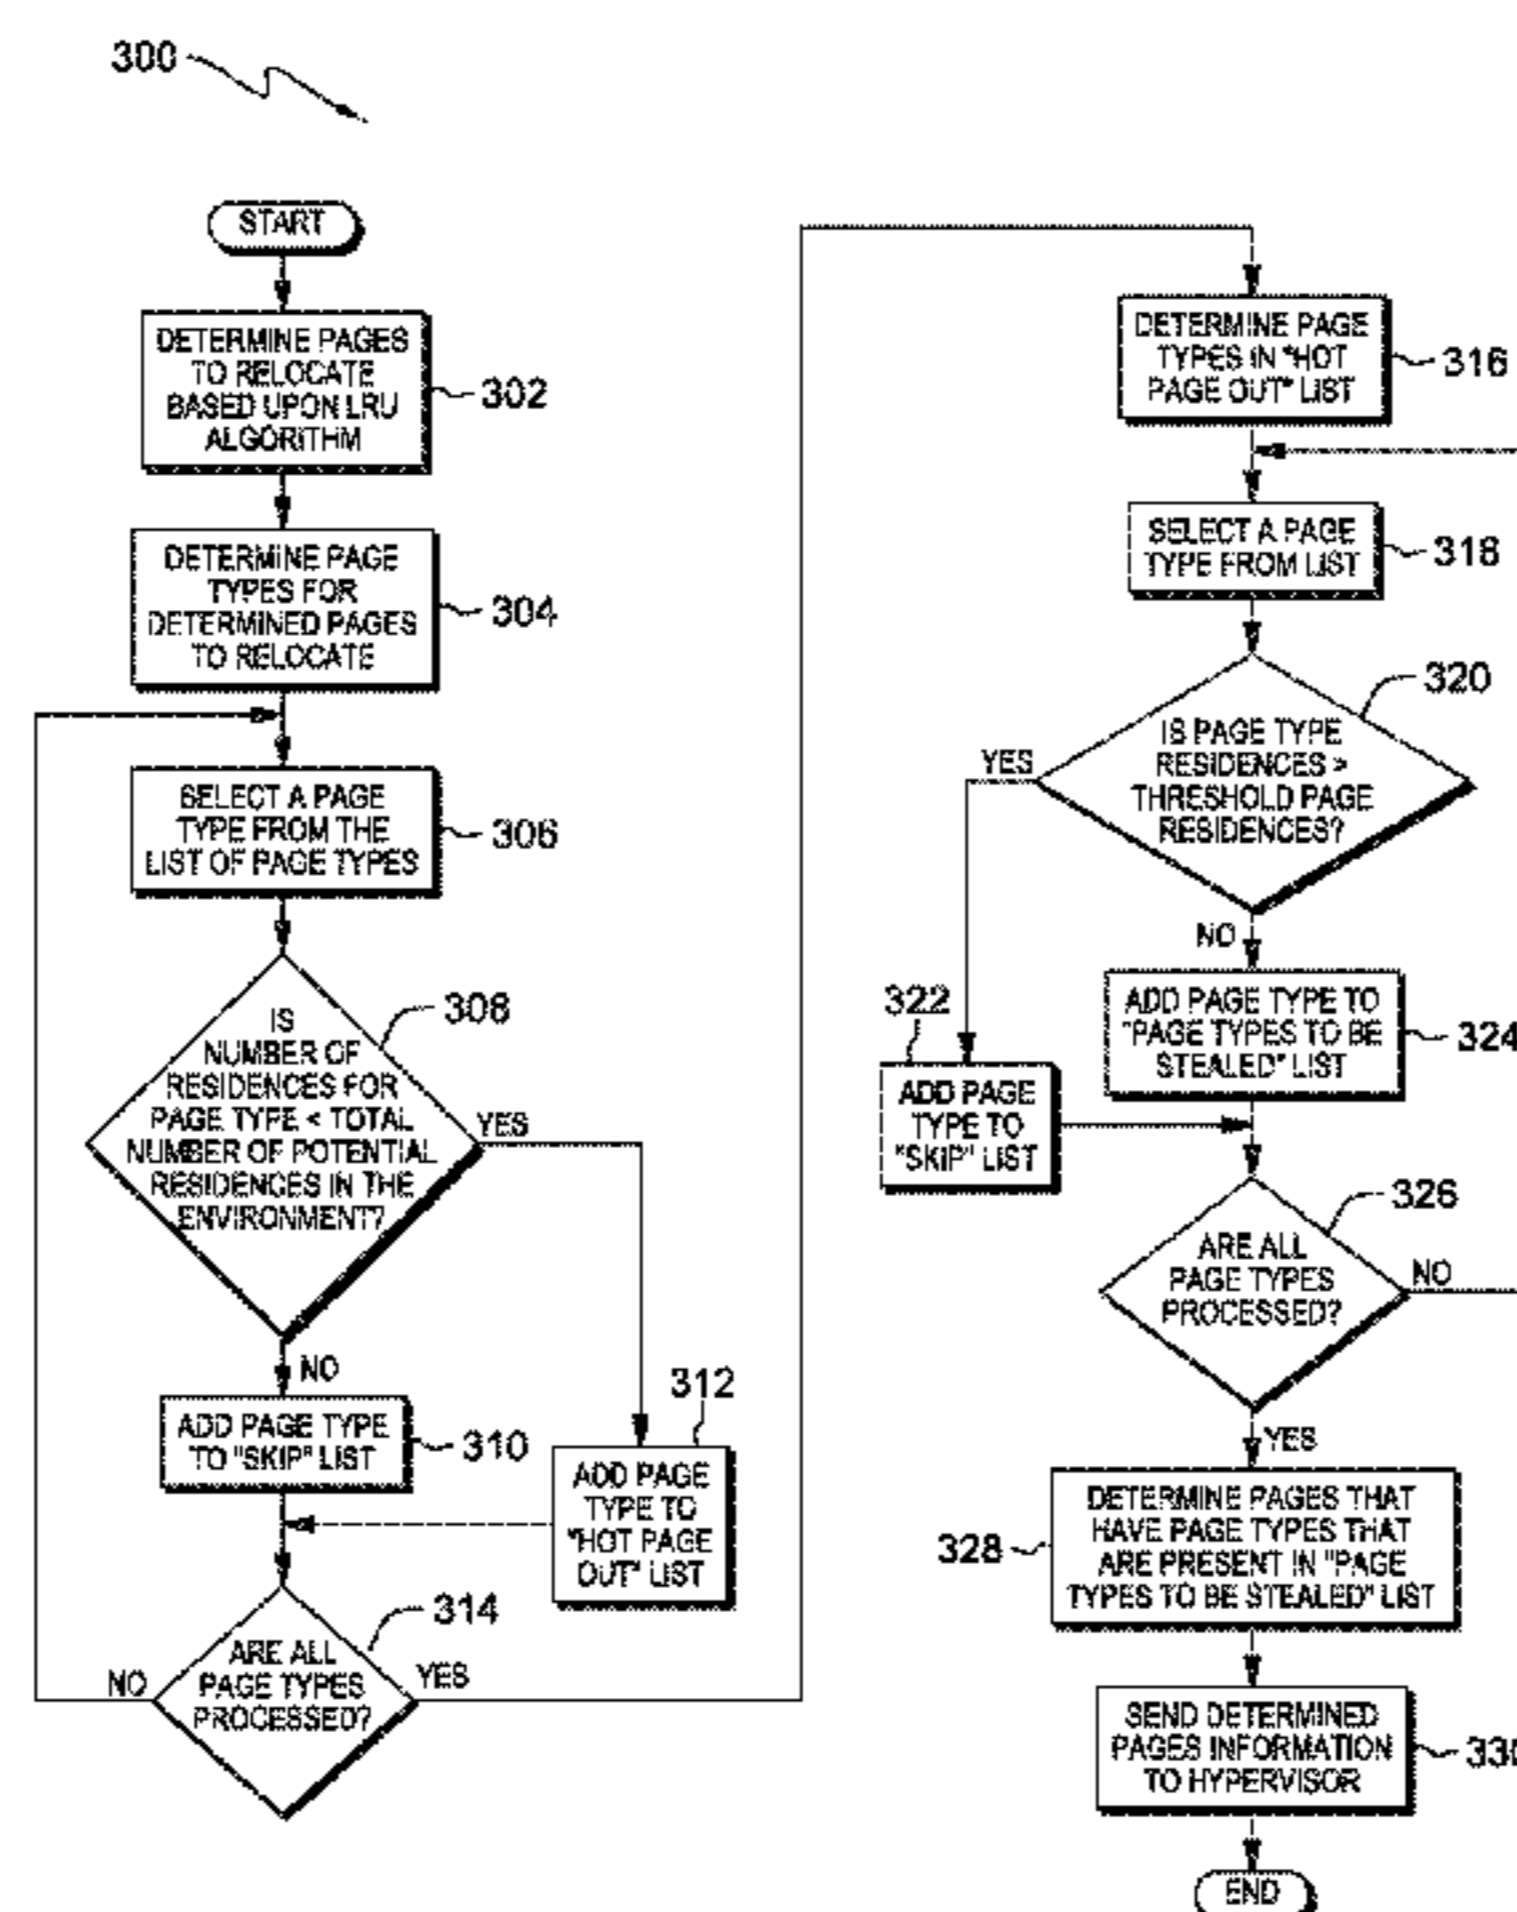 300
START
DETERMINE PAGES
TO RELOCATE
BASED UPON LRU
ALGORITHM
302
DETERMINE PAGE
TYPES FOR
DETERMINED PAGES
TO RELOCATE
304
SELECT A PAGE
TYPE FROM THE
LIST OF PAGE TYPES
306
IS
NUMBER OF
RESIDENCES FOR
PAGE TYPE < TOTAL
NUMBER OF POTENTIAL
RESIDENCES IN THE
ENVIRONMENT?
308
YES
NO
ADD PAGE TYPE
TO "SKIP" LIST
310
312
ADD PAGE
TYPE TO
"HOT PAGE
OUT" LIST
314
ARE ALL
PAGE TYPES
PROCESSED?
NO
YES
DETERMINE PAGE
TYPES IN "HOT
PAGE OUT" LIST
316
SELECT A PAGE
TYPE FROM LIST
318
320
IS PAGE TYPE
RESIDENCES >
THRESHOLD PAGE
RESIDENCES?
YES
NO
322
ADD PAGE
TYPE TO
"SKIP" LIST
ADD PAGE TYPE TO
"PAGE TYPES TO BE
STEALED" LIST
324
326
ARE ALL
PAGE TYPES
PROCESSED?
NO
YES
328
DETERMINE PAGES THAT
HAVE PAGE TYPES THAT
ARE PRESENT IN "PAGE
TYPES TO BE STEALED" LIST
SEND DETERMINED
PAGES INFORMATION
TO HYPERVISOR
330
END